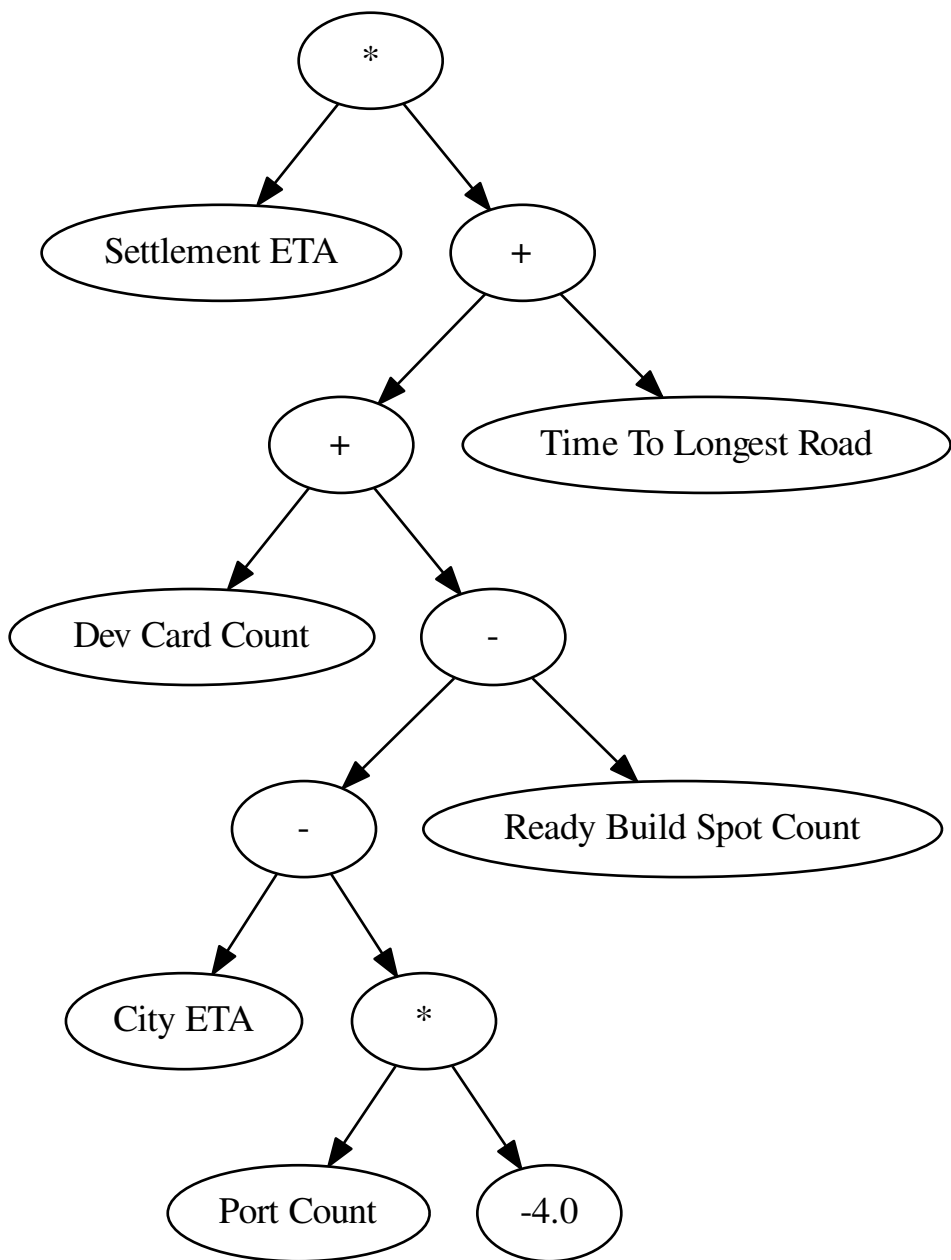 *
Settlement ETA
+
+
Time To Longest Road
Dev Card Count
-
-
Ready Build Spot Count
City ETA
*
Port Count
-4.0